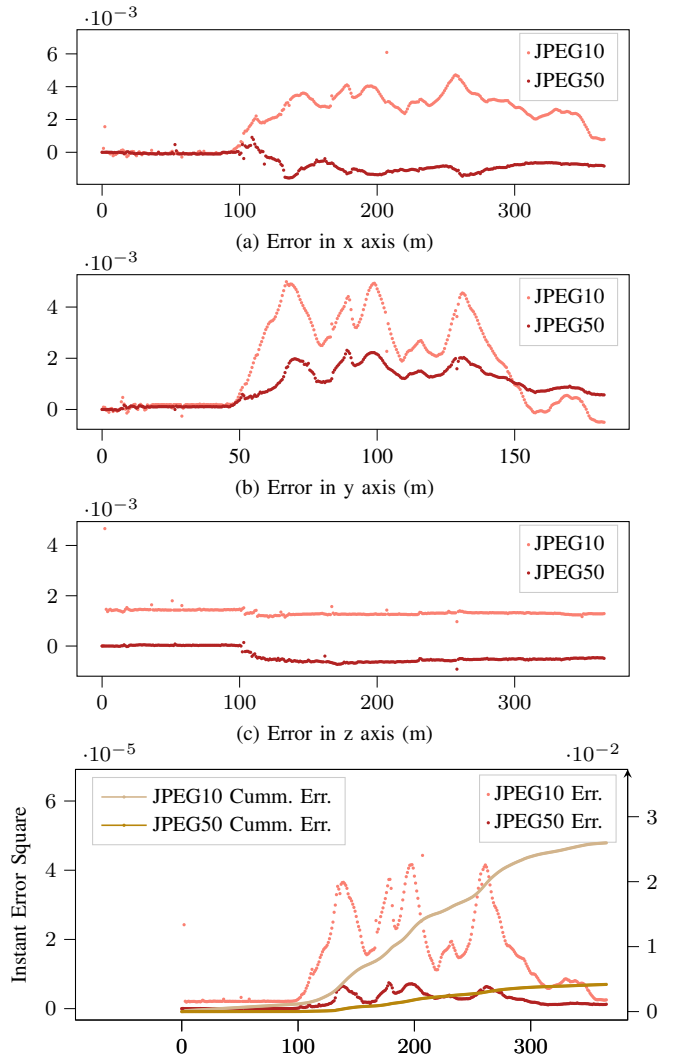 ·10⁻³
6
4
2
0
JPEG10
JPEG50
0 100 200 300
(a) Error in x axis (m)
·10⁻³
4
2
0
JPEG10
JPEG50
0 50 100 150
(b) Error in y axis (m)
·10⁻³
4
2
0
JPEG10
JPEG50
0 100 200 300
(c) Error in z axis (m)
·10⁻⁵ ·10⁻²
Instant Error Square
6
4
2
0
JPEG10 Cumm. Err.
JPEG50 Cumm. Err.
JPEG10 Err.
JPEG50 Err.
3
2
1
0
0 100 200 300